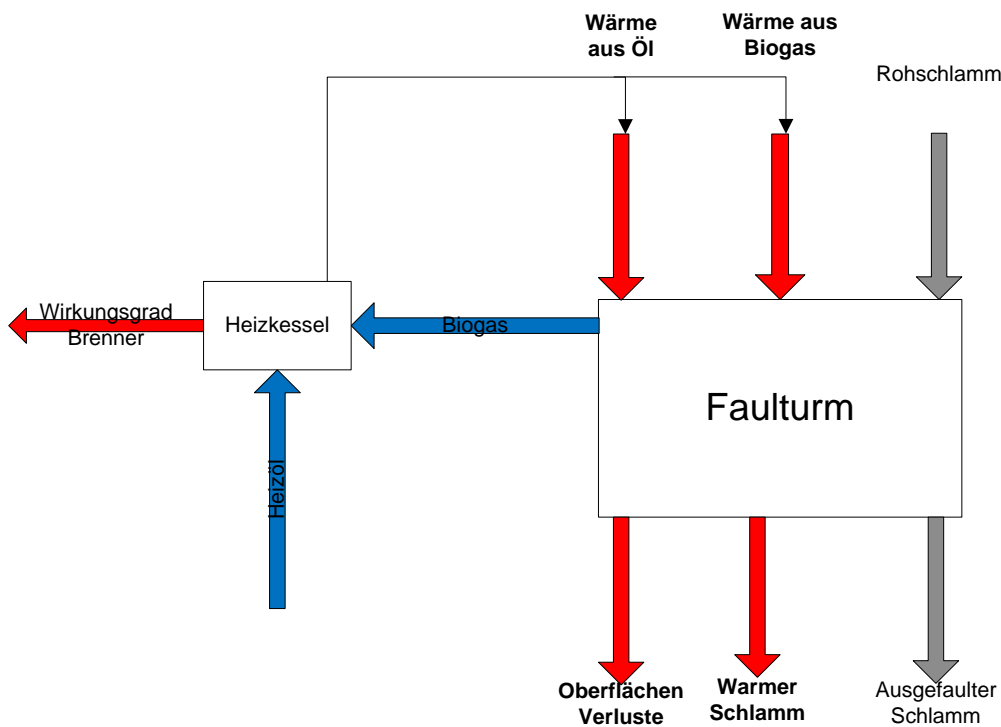 Wärme
aus Öl
Wärme aus
Biogas
Rohschlamm
Wirkungsgrad
Brenner
Heizkessel
Biogas
Faulturm
Heizöl
Oberflächen
Verluste
Warmer
Schlamm
Ausgefaulter
Schlamm